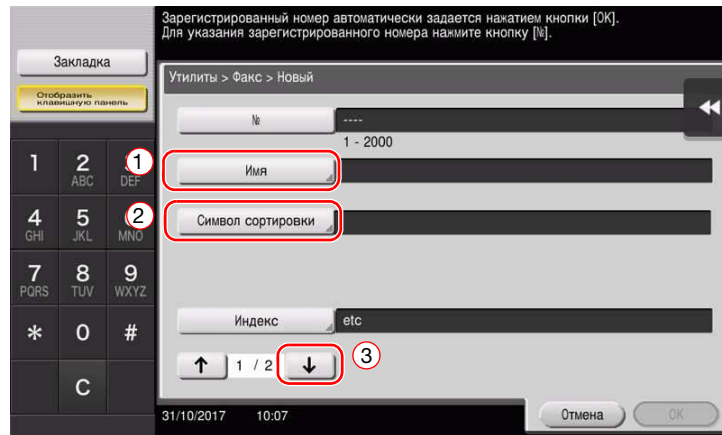 Зарегистрированный номер автоматически задается нажатием кнопки [OK].
Для указания зарегистрированного номера нажмите кнопку [№].
Закладка
Отобразить
клавишную панель
Утилиты > Факс > Новый
№
----
1 - 2000
1
Имя
2
Символ сортировки
Индекс
etc
↑ 1 / 2 ↓
3
1
2
ABC
DEF
4
GHI
5
JKL
MNO
7
PQRS
8
TUV
9
WXYZ
*
0
#
C
31/10/2017 10:07
Отмена
OK